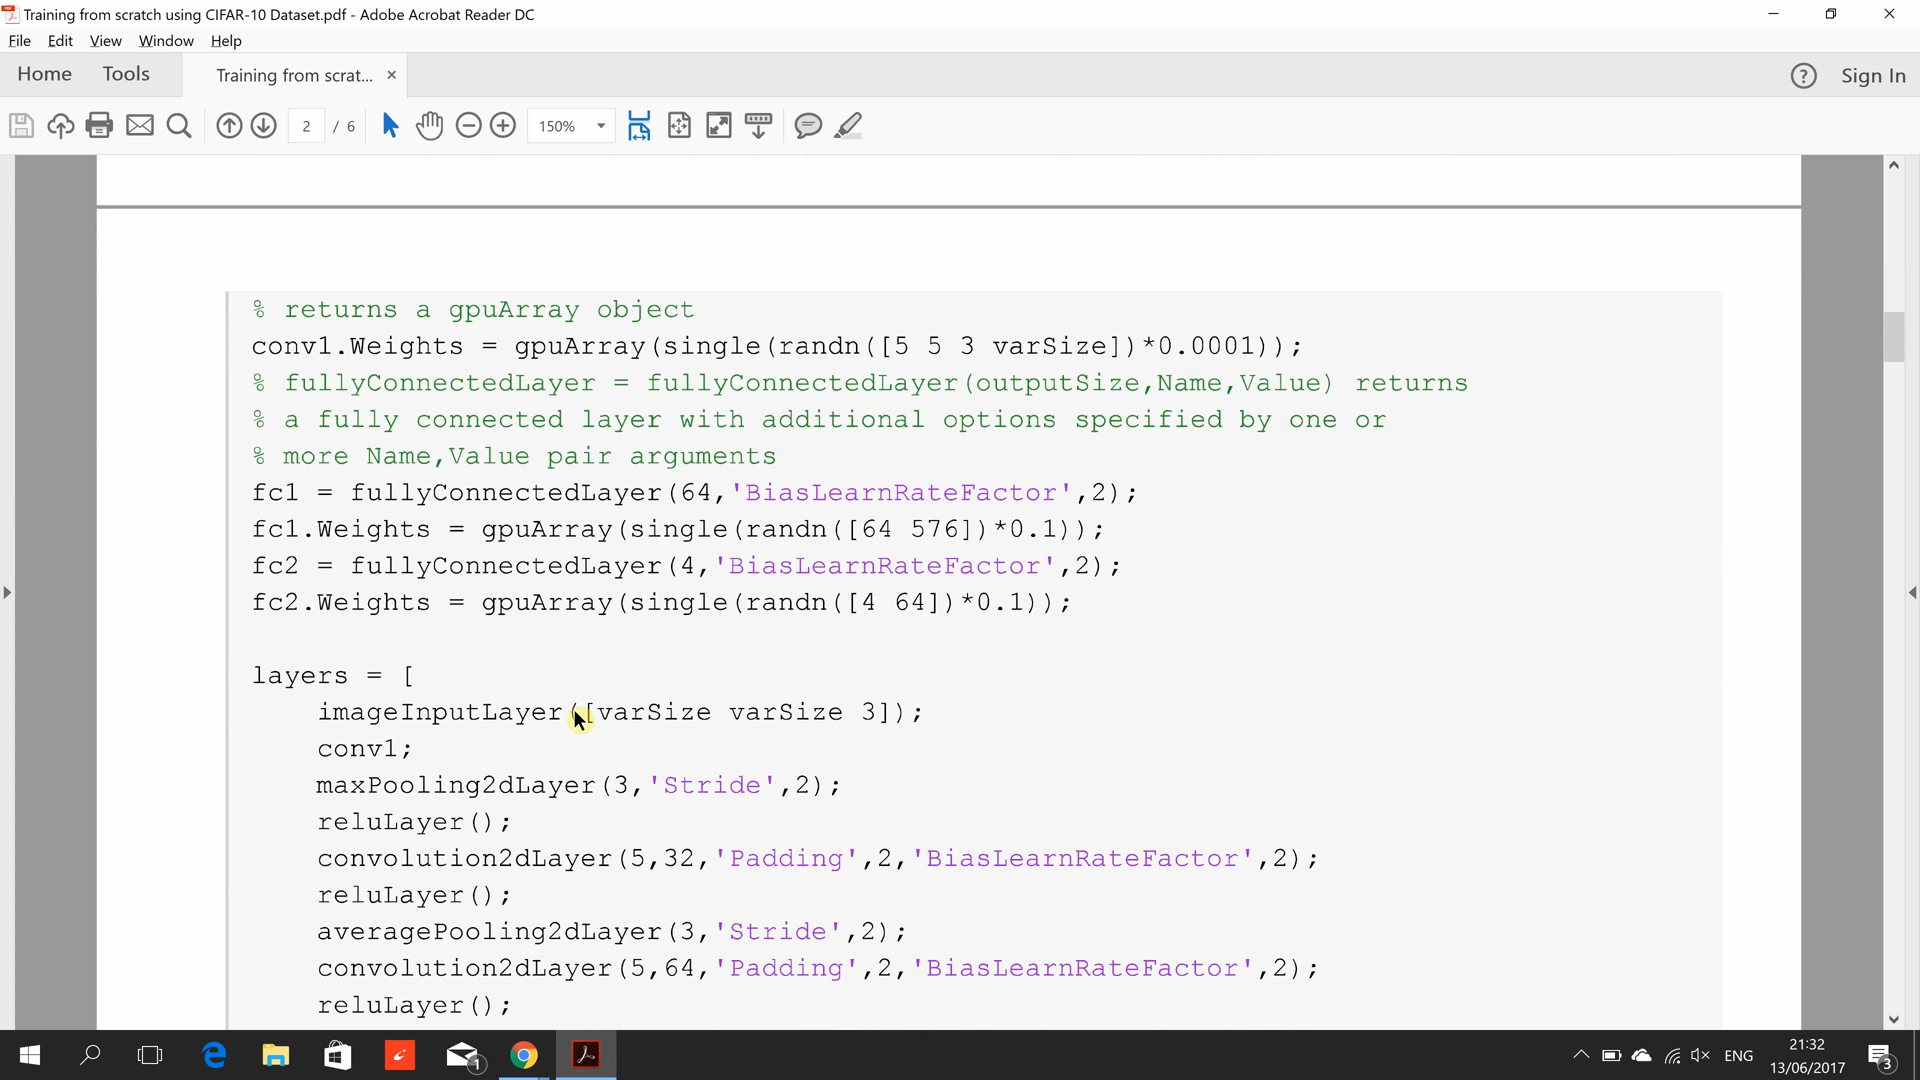 Training from scratch using CIFAR-10 Dataset.pdf - Adobe Acrobat Reader DC
File Edit View Window Help
Home Tools Training from scrat... × ? Sign In
2 / 6 150%
% returns a gpuArray object
conv1.Weights = gpuArray(single(randn([5 5 3 varSize])*0.0001));
% fullyConnectedLayer = fullyConnectedLayer(outputSize,Name,Value) returns
% a fully connected layer with additional options specified by one or
% more Name,Value pair arguments
fc1 = fullyConnectedLayer(64,'BiasLearnRateFactor',2);
fc1.Weights = gpuArray(single(randn([64 576])*0.1));
fc2 = fullyConnectedLayer(4,'BiasLearnRateFactor',2);
fc2.Weights = gpuArray(single(randn([4 64])*0.1));
layers = [
imageInputLayer([varSize varSize 3]);
conv1;
maxPooling2dLayer(3,'Stride',2);
reluLayer();
convolution2dLayer(5,32,'Padding',2,'BiasLearnRateFactor',2);
reluLayer();
averagePooling2dLayer(3,'Stride',2);
convolution2dLayer(5,64,'Padding',2,'BiasLearnRateFactor',2);
reluLayer();
1 ENG 21:32 3
13/06/2017